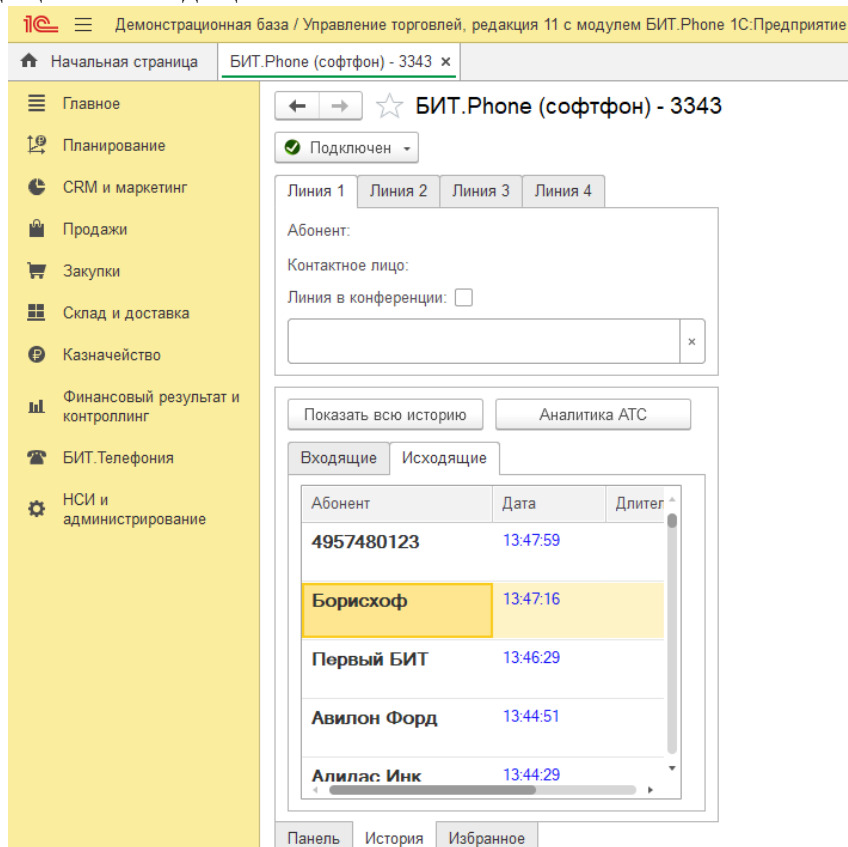 1С Демонстрационная база / Управление торговлей, редакция 11 с модулем БИТ.Phone 1С:Предприятие
Начальная страница БИТ.Phone (софтфон) - 3343 ×
Главное
Планирование
CRM и маркетинг
Продажи
Закупки
Склад и доставка
Казначейство
Финансовый результат и
контроллинг
БИТ.Телефония
НСИ и
администрирование
БИТ.Phone (софтфон) - 3343
Подключен
Линия 1 Линия 2 Линия 3 Линия 4
Абонент:
Контактное лицо:
Линия в конференции:
×
Показать всю историю Аналитика АТС
Входящие Исходящие
Абонент Дата Длител
4957480123 13:47:59
Борисхоф 13:47:16
Первый БИТ 13:46:29
Авилон Форд 13:44:51
Алидас Инк 13:44:29
Панель История Избранное